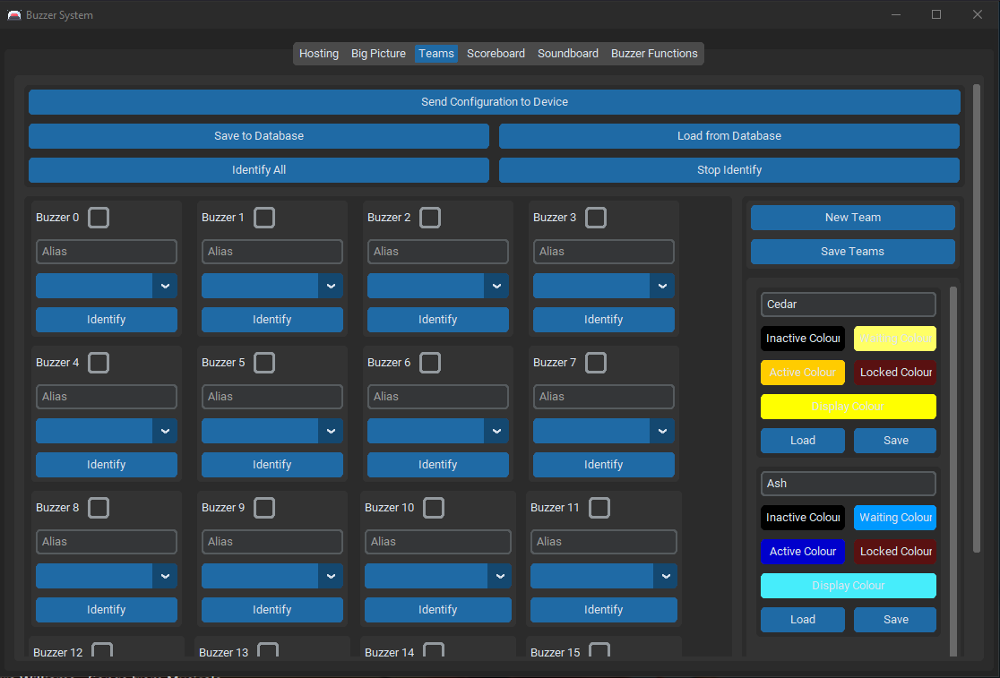 Buzzer System
Hosting Big Picture Teams Scoreboard Soundboard Buzzer Functions
Send Configuration to Device
Save to Database Load from Database
Identify All Stop Identify
Buzzer 0 Buzzer 1 Buzzer 2 Buzzer 3
Alias Alias Alias Alias
Identify Identify Identify Identify
Buzzer 4 Buzzer 5 Buzzer 6 Buzzer 7
Alias Alias Alias Alias
Identify Identify Identify Identify
Buzzer 8 Buzzer 9 Buzzer 10 Buzzer 11
Alias Alias Alias Alias
Identify Identify Identify Identify
Buzzer 12 Buzzer 13 Buzzer 14 Buzzer 15
New Team
Save Teams
Cedar
Inactive Colour Waiting Colour
Active Colour Locked Colour
Display Colour
Load Save
Ash
Inactive Colour Waiting Colour
Active Colour Locked Colour
Display Colour
Load Save